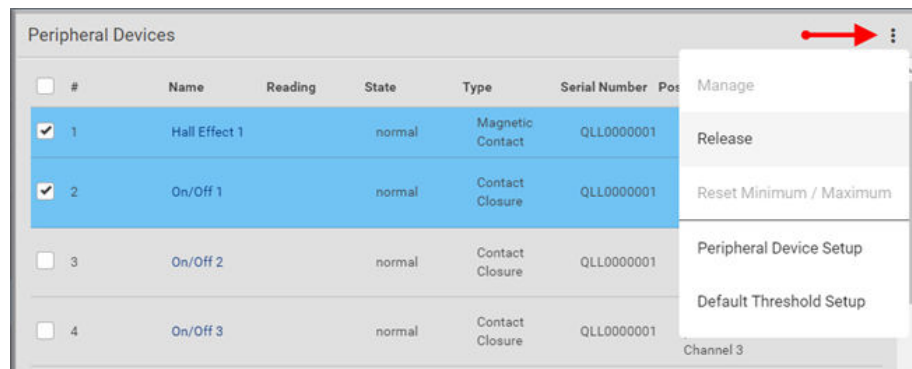 Peripheral Devices
# Name Reading State Type Serial Number Pos
1 Hall Effect 1 normal Magnetic Contact QLL0000001
2 On/Off 1 normal Contact Closure QLL0000001
3 On/Off 2 normal Contact Closure QLL0000001
4 On/Off 3 normal Contact Closure QLL0000001
Channel 3
Manage
Release
Reset Minimum / Maximum
Peripheral Device Setup
Default Threshold Setup